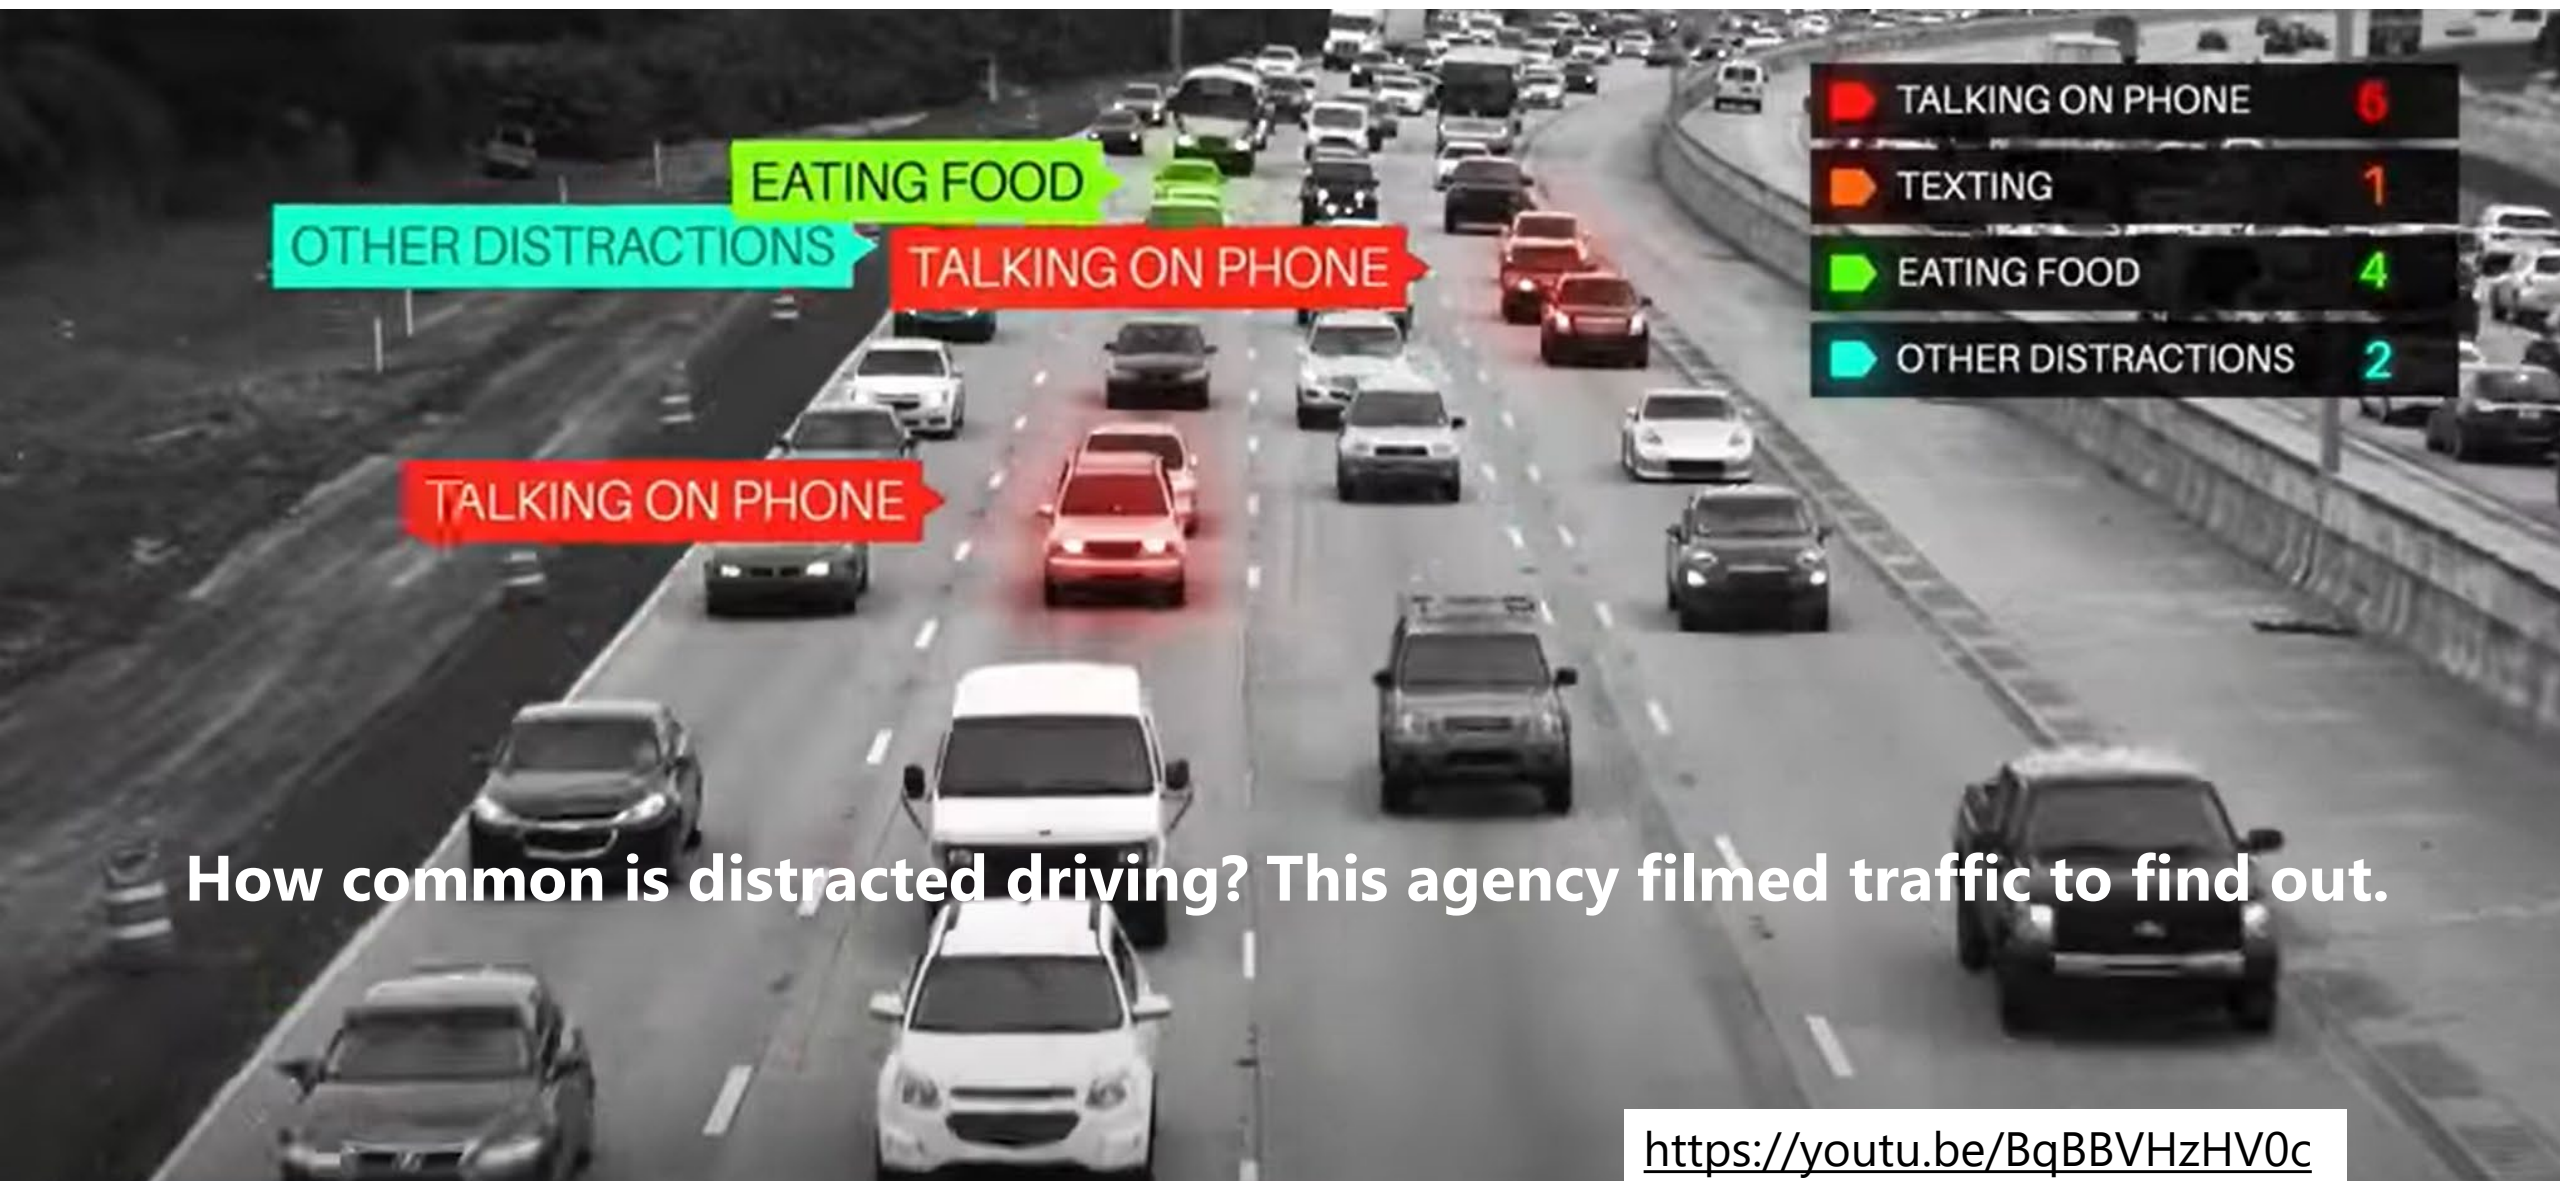 TALKING ON PHONE 6
TEXTING 1
EATING FOOD 4
OTHER DISTRACTIONS 2
EATING FOOD
OTHER DISTRACTIONS
TALKING ON PHONE
TALKING ON PHONE
How common is distracted driving? This agency filmed traffic to find out.
https://youtu.be/BqBBVHzHV0c